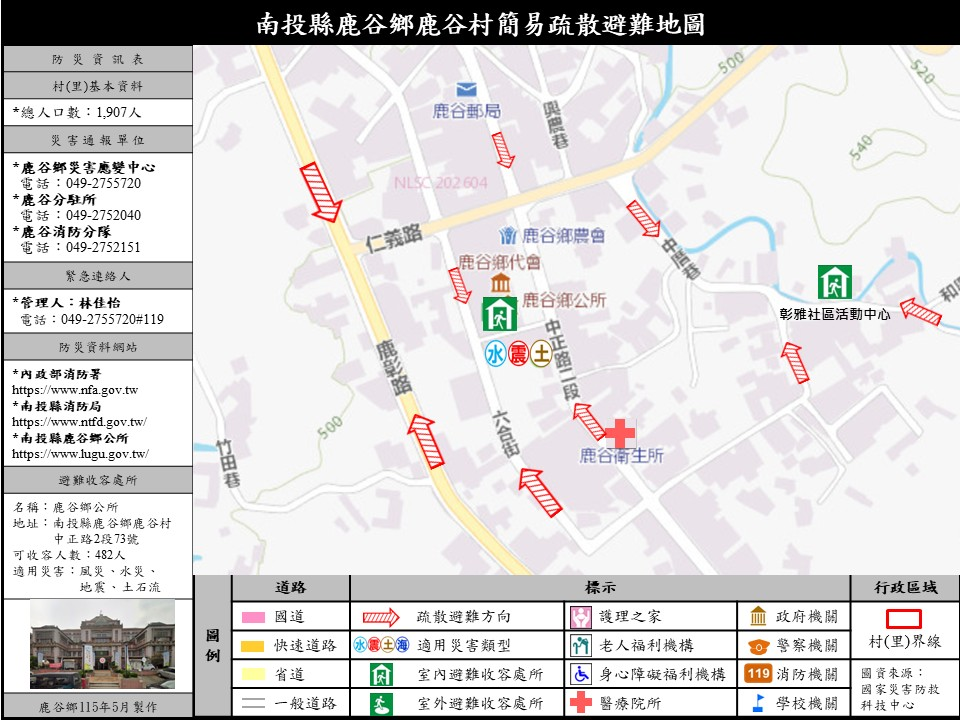 南投縣鹿谷鄉鹿谷村簡易疏散避難地圖
防災資訊表
村(里)基本資料
*總人口數：1,907人
災害通報單位
*鹿谷鄉災害應變中心
電話：049-2755720
*鹿谷分駐所
電話：049-2752040
*鹿谷消防分隊
電話：049-2752151
緊急連絡人
*管理人：林佳怡
電話：049-2755720#119
防災資料網站
*內政部消防署
https://www.nfa.gov.tw
*南投縣消防局
https://www.ntfd.gov.tw/
*南投縣鹿谷鄉公所
https://www.lugu.gov.tw/
避難收容處所
名稱：鹿谷鄉公所
地址：南投縣鹿谷鄉鹿谷村
中正路2段73號
可收容人數：482人
適用災害：風災、水災、
地震、土石流
鹿谷鄉115年5月製作
500
520
540
鹿谷郵局
興農巷
NLSC 202604
仁義路
鹿谷鄉農會
中信巷
鹿谷鄉代會
鹿谷鄉公所
彰雅社區活動中心
和
水 震 土
中正路二段
鹿彰路
六合街
500
竹田巷
鹿谷衛生所
圖例
道路
標示
行政區域
國道
疏散避難方向
護理之家
政府機關
快速道路
水 震 土 海
適用災害類型
老人福利機構
警察機關
村(里)界線
省道
室內避難收容處所
身心障礙福利機構
119
消防機關
一般道路
室外避難收容處所
醫療院所
學校機關
圖資來源：
國家災害防救
科技中心